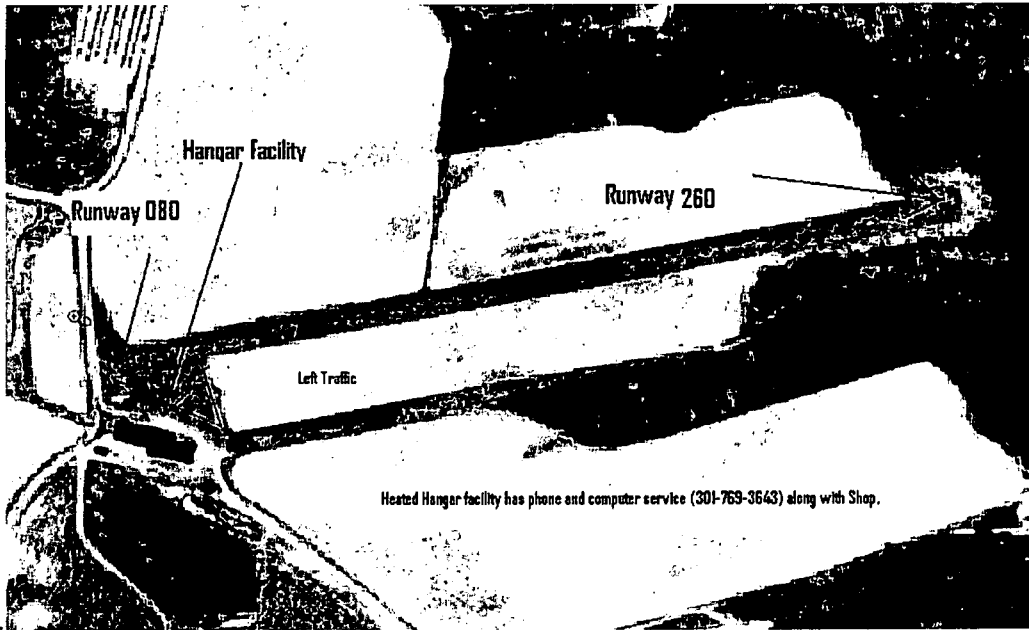 Hangar Facility
Runway 080
Runway 260
Left Traffic
Heated Hangar facility has phone and computer service (301-769-3643) along with Shop.